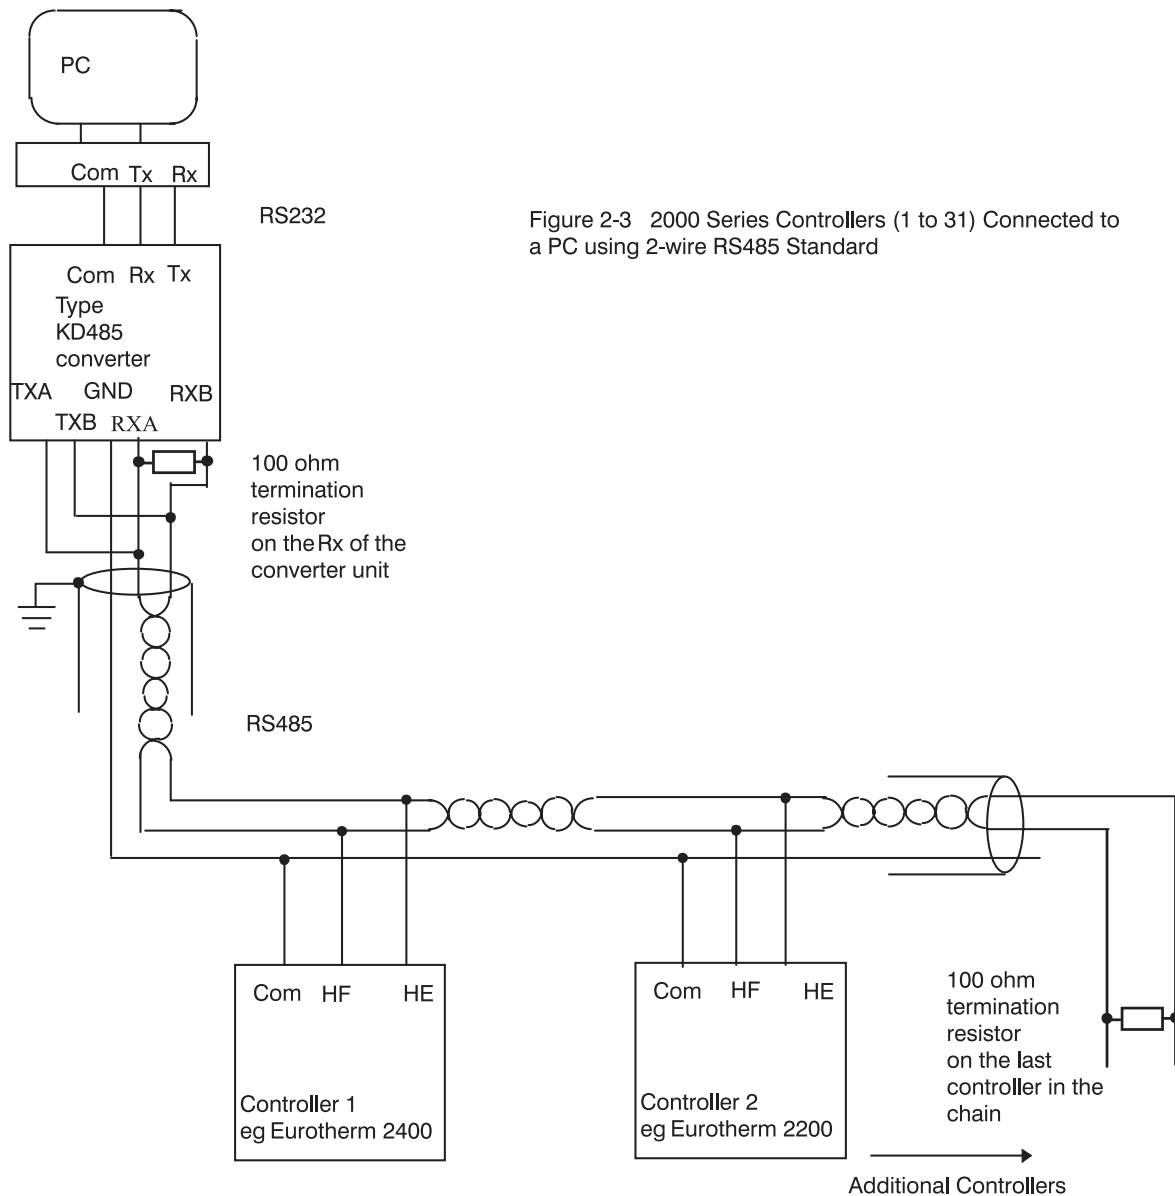 PC
Com Tx Rx
RS232
Figure 2-3 2000 Series Controllers (1 to 31) Connected to
a PC using 2-wire RS485 Standard
Com Rx Tx
Type
KD485
converter
TXA GND RXB
TXB RXA
100 ohm
termination
resistor
on the Rx of the
converter unit
RS485
Com HF HE
Controller 1
eg Eurotherm 2400
Com HF HE
Controller 2
eg Eurotherm 2200
100 ohm
termination
resistor
on the last
controller in the
chain
Additional Controllers